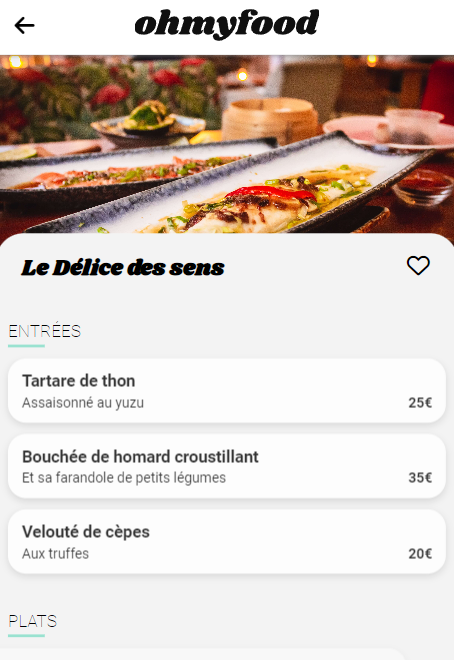 ohmyfood
Le Délice des sens
ENTRÉES
Tartare de thon
Assaisonné au yuzu
25€
Bouchée de homard croustillant
Et sa farandole de petits légumes
35€
Velouté de cèpes
Aux truffes
20€
PLATS